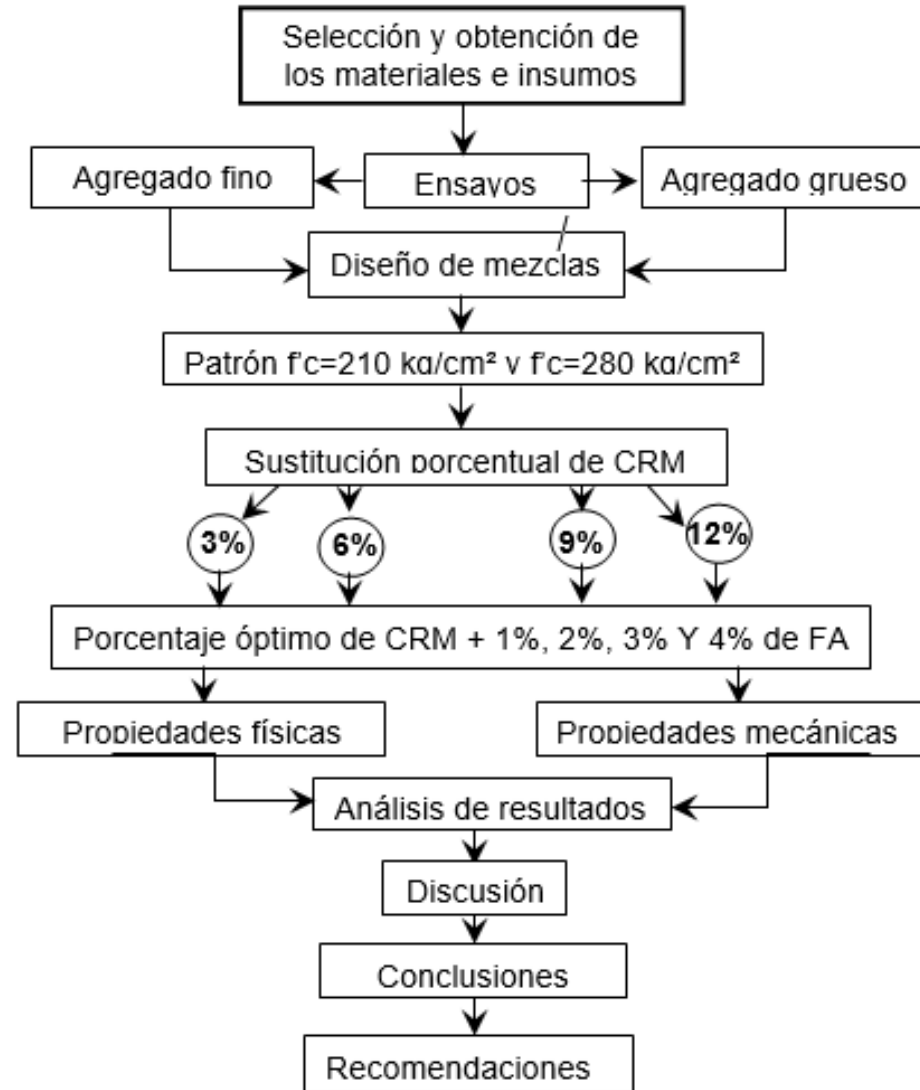 Selección y obtención de
los materiales e insumos
Agregado fino
Ensayos
Agregado grueso
Diseño de mezclas
Patrón f'c=210 kg/cm² y f'c=280 kg/cm²
Sustitución porcentual de CRM
3%
6%
9%
12%
Porcentaje óptimo de CRM + 1%, 2%, 3% Y 4% de FA
Propiedades físicas
Propiedades mecánicas
Análisis de resultados
Discusión
Conclusiones
Recomendaciones